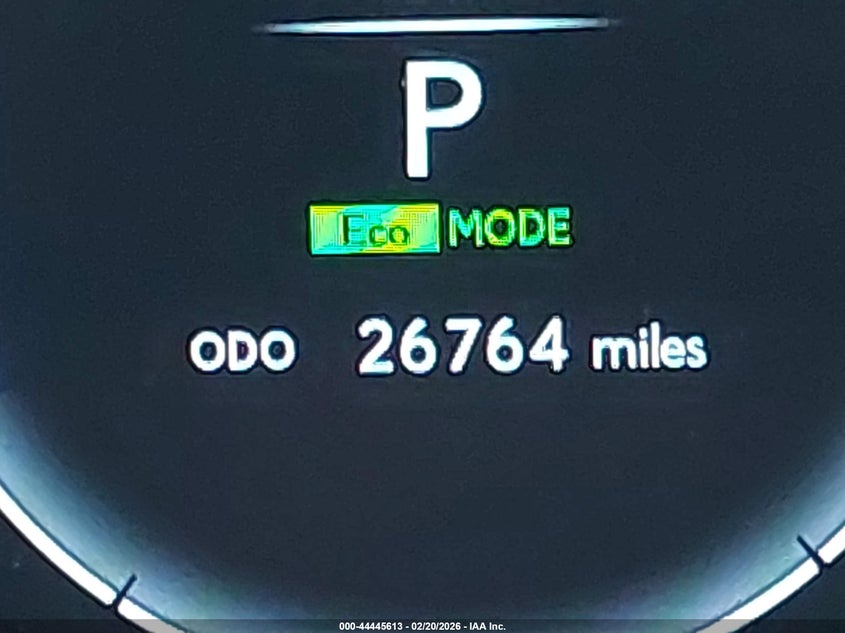 P
Eco MODE
ODO 26764 miles
000-44445613 - 02/20/2026 - IAA Inc.